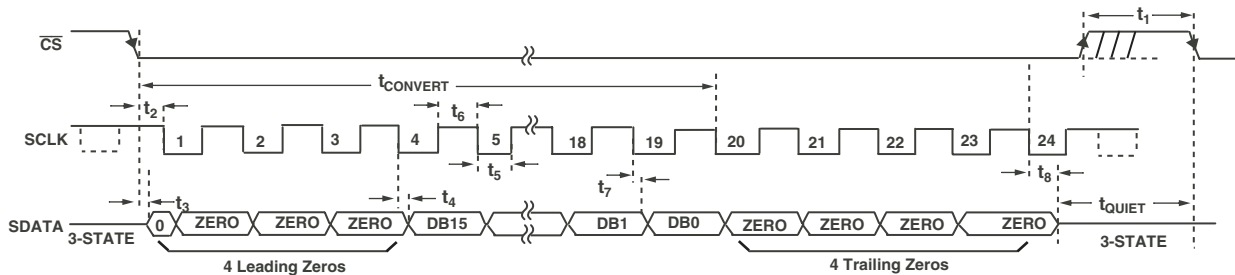 t1
CS
tCONVERT
t2
t6
SCLK
1 2 3 4 5 18 19 20 21 22 23 24
t5
t7
t8
t3
t4
tQUIET
SDATA
0 ZERO ZERO ZERO DB15 DB1 DB0 ZERO ZERO ZERO ZERO
3-STATE
3-STATE
4 Leading Zeros
4 Trailing Zeros